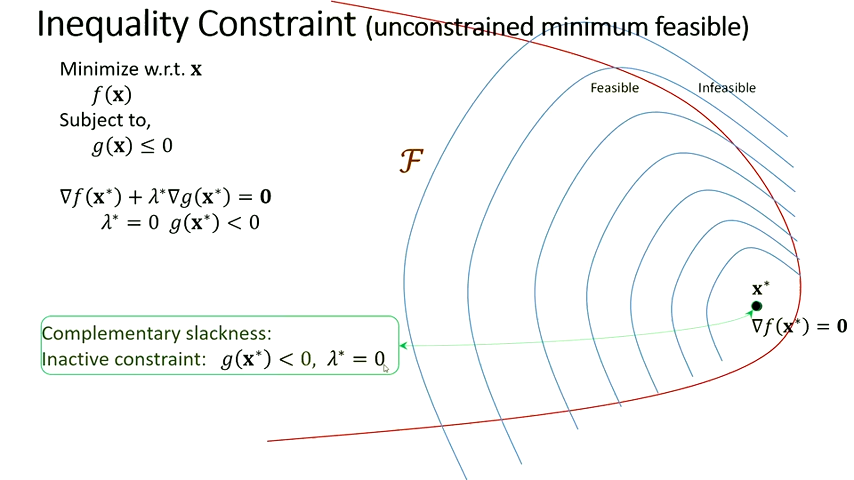 Inequality Constraint (unconstrained minimum feasible)
Minimize w.r.t. 𝐱
𝑓(𝐱)
Subject to,
𝑔(𝐱) ≤ 0
∇𝑓(𝐱*) + 𝜆*∇𝑔(𝐱*) = 𝟎
𝜆* = 0 𝑔(𝐱*) < 0
Feasible
Infeasible
ℱ
𝐱*
∇𝑓(𝐱*) = 𝟎
Complementary slackness:
Inactive constraint: 𝑔(𝐱*) < 0, 𝜆* = 0